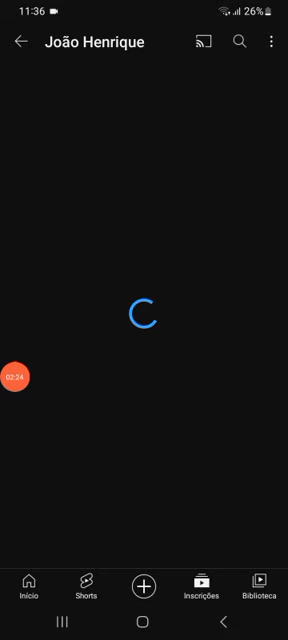 11:36
26%
João Henrique
02:24
Início
Shorts
Inscrições
Biblioteca